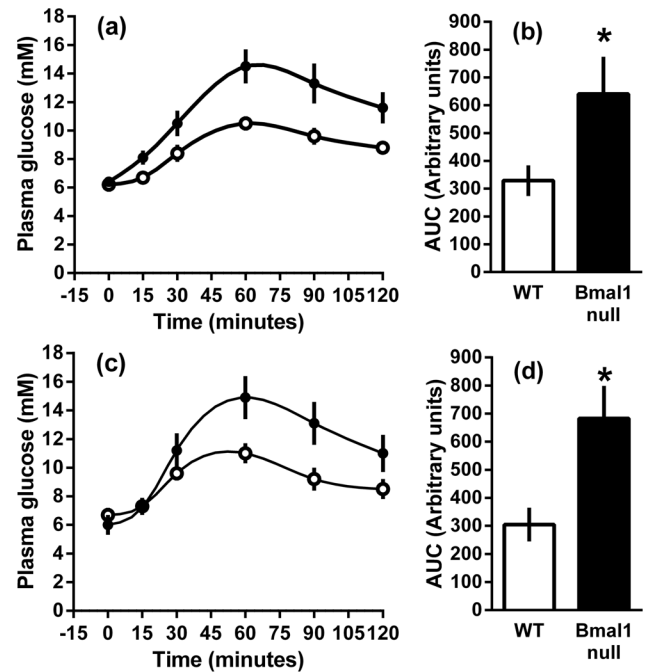 (a)
Plasma glucose (mM)
18
16
14
12
10
8
6
4
2
0
-15 0 15 30 45 60 75 90 105 120
Time (minutes)
(b)
*
AUC (Arbitrary units)
900
800
700
600
500
400
300
200
100
0
WT Bmal1
null
(c)
Plasma glucose (mM)
18
16
14
12
10
8
6
4
2
0
-15 0 15 30 45 60 75 90 105 120
Time (minutes)
(d)
*
AUC (Arbitrary units)
900
800
700
600
500
400
300
200
100
0
WT Bmal1
null